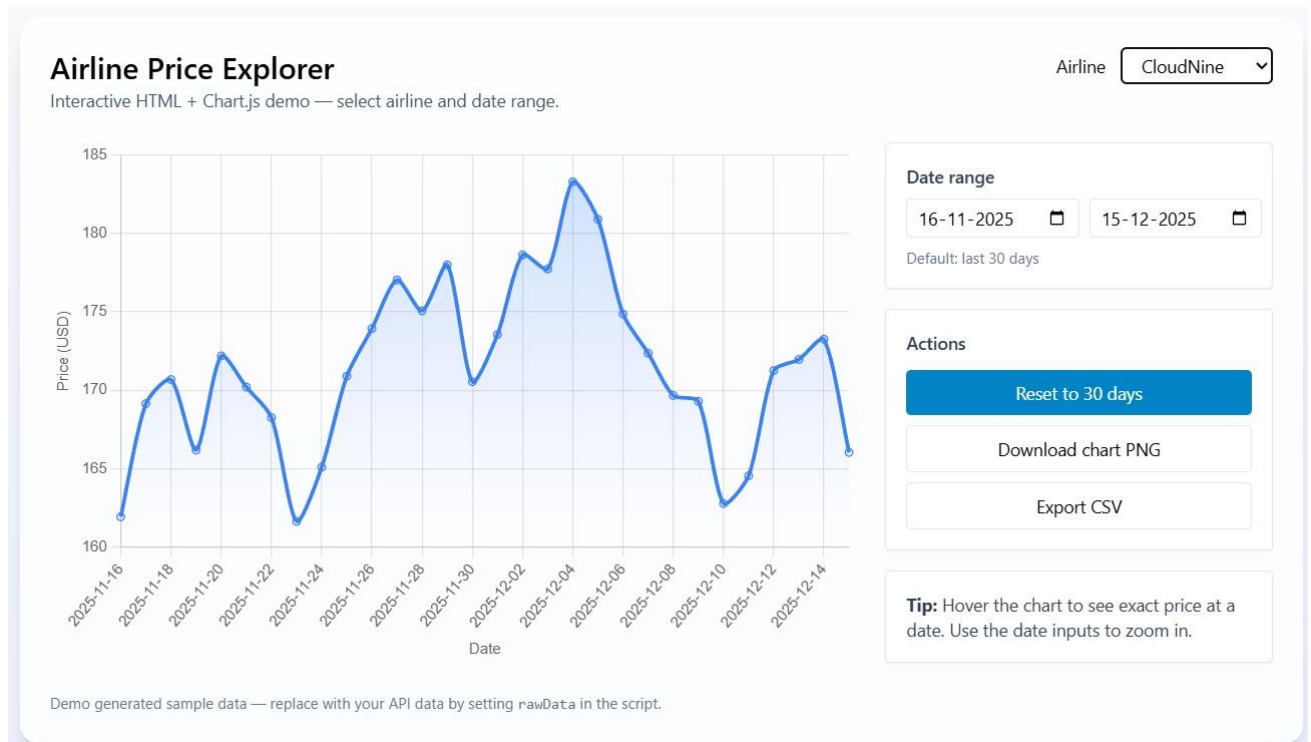 Airline Price Explorer
Interactive HTML + Chart.js demo — select airline and date range.
Airline
CloudNine
185
180
175
170
165
160
Price (USD)
2025-11-16
2025-11-18
2025-11-20
2025-11-22
2025-11-24
2025-11-26
2025-11-28
2025-11-30
2025-12-02
2025-12-04
2025-12-06
2025-12-08
2025-12-10
2025-12-12
2025-12-14
Date
Date range
16-11-2025
15-12-2025
Default: last 30 days
Actions
Reset to 30 days
Download chart PNG
Export CSV
Tip: Hover the chart to see exact price at a
date. Use the date inputs to zoom in.
Demo generated sample data — replace with your API data by setting rawData in the script.